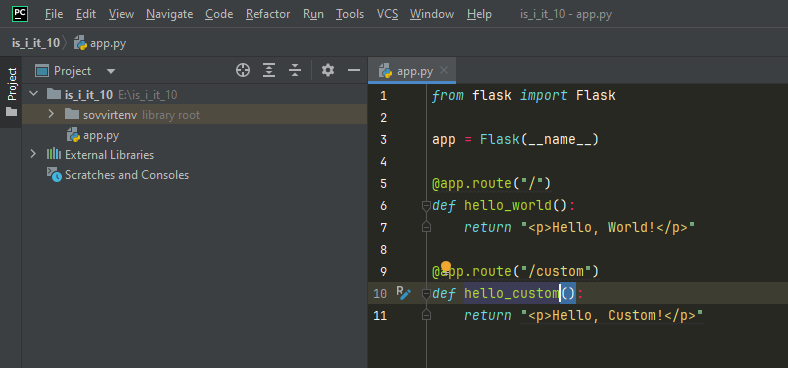 PC File Edit View Navigate Code Refactor Run Tools VCS Window Help is_i_it_10 - app.py
is_i_it_10 app.py
Project
Project
is_i_it_10 E:\is_i_it_10
sovvirtenv library root
app.py
External Libraries
Scratches and Consoles
app.py
1 from flask import Flask
2
3 app = Flask(__name__)
4
5 @app.route("/")
6 def hello_world():
7     return "<p>Hello, World!</p>"
8
9 @app.route("/custom")
10 def hello_custom():
11     return "<p>Hello, Custom!</p>"